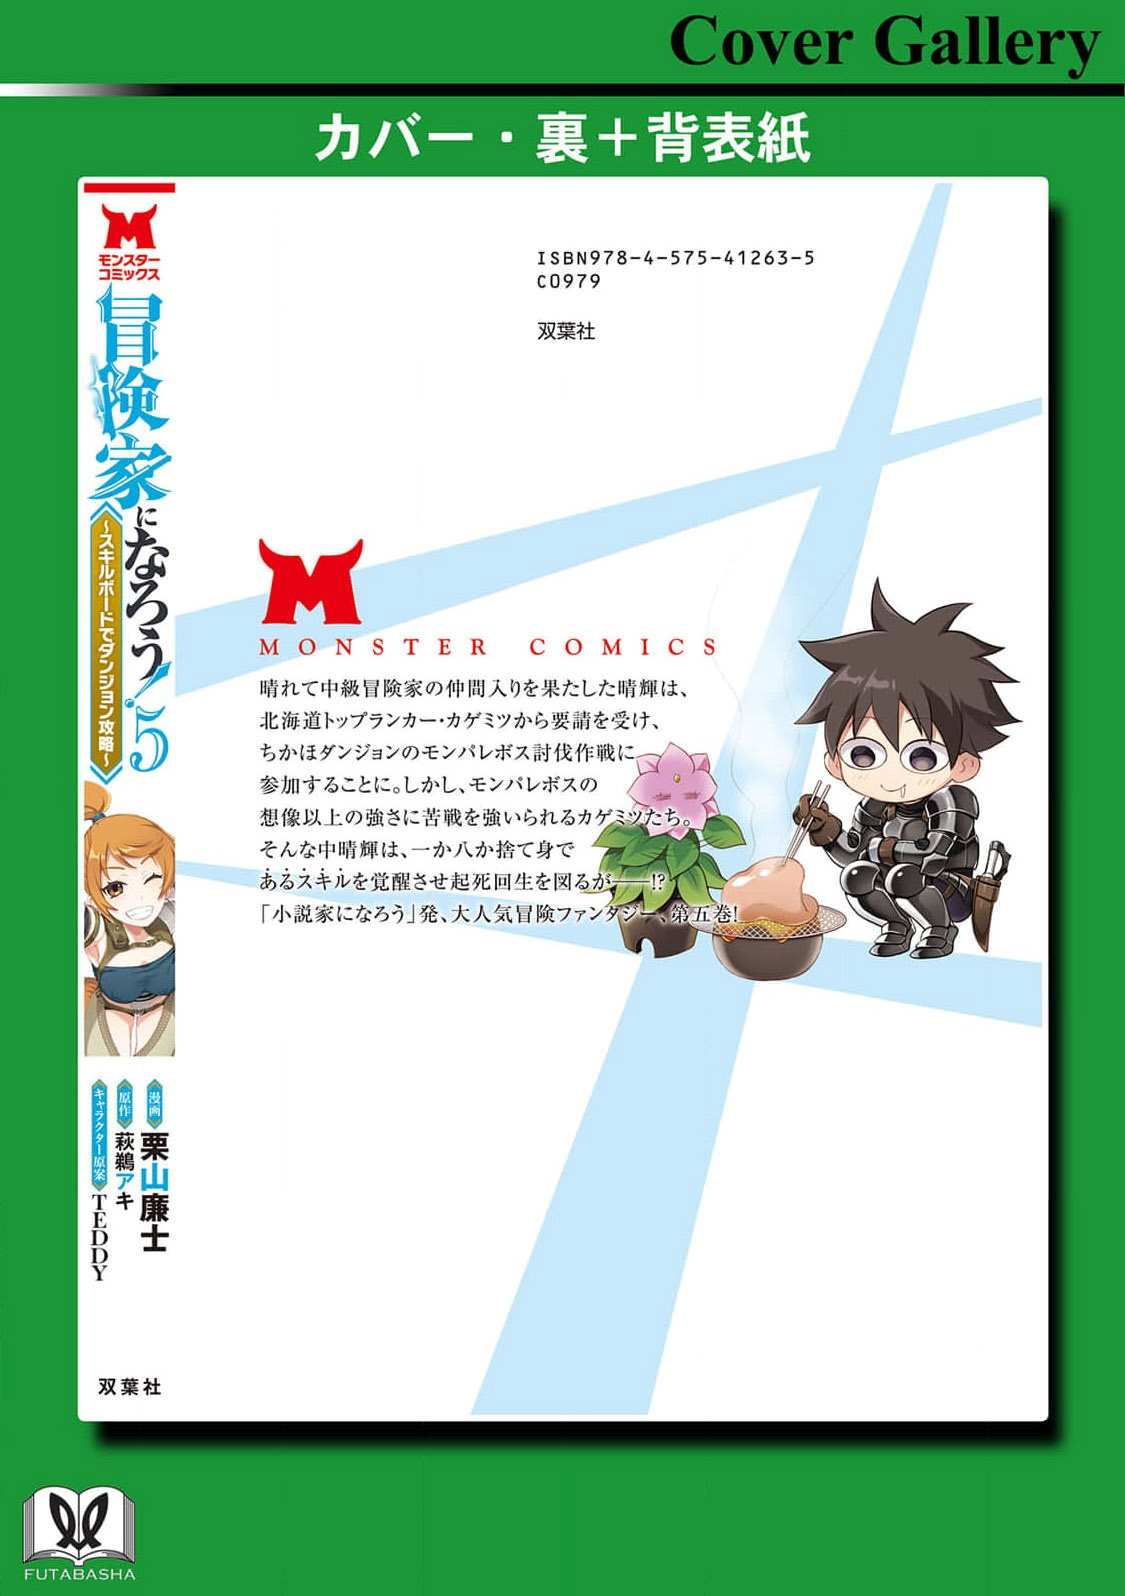 Cover Gallery
カバー・裏＋背表紙
モンスター
コミックス
冒険家になろう！5
～スキルボードでダンジョン攻略～
漫画 栗山廉士
原作 萩鵜アキ
キャラクター原案 TEDDY
双葉社
ISBN978-4-575-41263-5
C0979
双葉社
MONSTER COMICS
晴れて中級冒険家の仲間入りを果たした晴輝は、
北海道トップランカー・カゲミツから要請を受け、
ちかほダンジョンのモンパレボス討伐作戦に
参加することに。しかし、モンパレボスの
想像以上の強さに苦戦を強いられるカゲミツたち。
そんな中晴輝は、一か八か捨て身で
あるスキルを覚醒させ起死回生を図るが――!?
「小説家になろう」発、大人気冒険ファンタジー、第五巻！
FUTABASHA